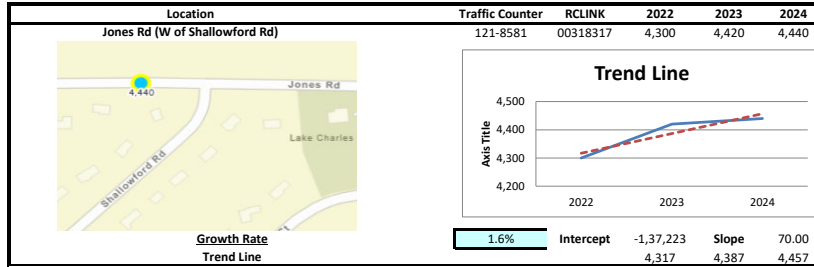 Location Traffic Counter RCLINK 2022 2023 2024
Jones Rd (W of Shallowford Rd) 121-8581 00318317 4,300 4,420 4,440
4,440
Jones Rd
Lake Charles
Shallowford Rd
Trend Line
Axis Title
4,500
4,400
4,300
4,200
2022 2023 2024
Growth Rate 1.6% Intercept -1,37,223 Slope 70.00
Trend Line 4,317 4,387 4,457